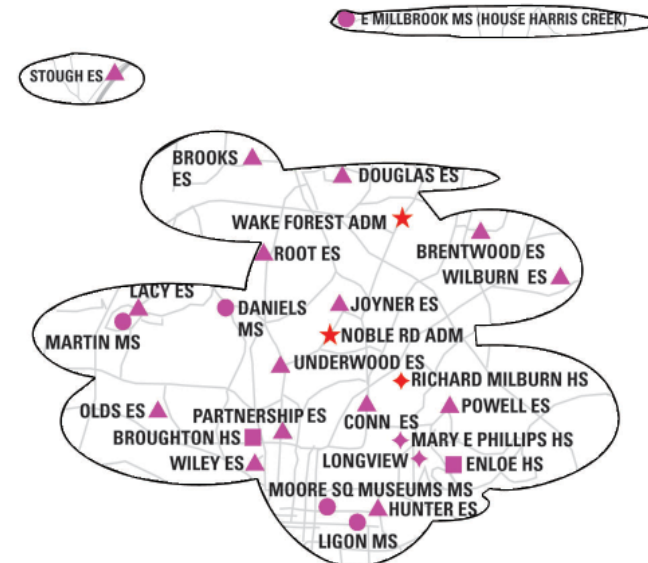 E MILLBROOK MS (HOUSE HARRIS CREEK)
STOUGH ES
BROOKS
ES
DOUGLAS ES
WAKE FOREST ADM
BRENTWOOD ES
ROOT ES
WILBURN ES
LACY ES
DANIELS
MS
JOYNER ES
MARTIN MS
NOBLE RD ADM
UNDERWOOD ES
RICHARD MILBURN HS
OLDS ES
PARTNERSHIP ES
CONN ES
POWELL ES
BROUGHTON HS
MARY E PHILLIPS HS
WILEY ES
LONGVIEW
ENLOE HS
MOORE SQ MUSEUMS MS
HUNTER ES
LIGON MS